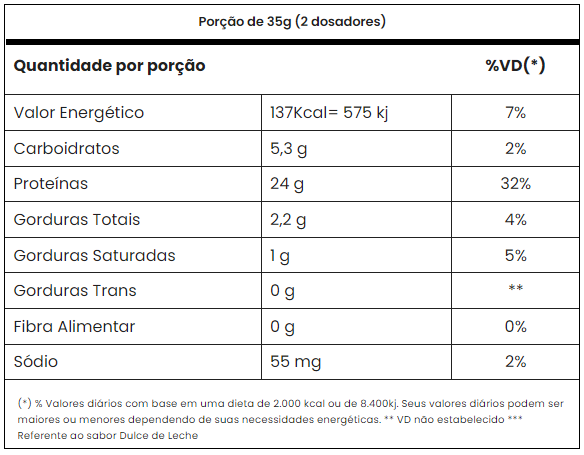 Porção de 35g (2 dosadores)
Quantidade por porção %VD(*)
Valor Energético 137Kcal= 575 kj 7%
Carboidratos 5,3 g 2%
Proteínas 24 g 32%
Gorduras Totais 2,2 g 4%
Gorduras Saturadas 1 g 5%
Gorduras Trans 0 g **
Fibra Alimentar 0 g 0%
Sódio 55 mg 2%
(*) % Valores diários com base em uma dieta de 2.000 kcal ou de 8.400kj. Seus valores diários podem ser
maiores ou menores dependendo de suas necessidades energéticas. ** VD não estabelecido ***
Referente ao sabor Dulce de Leche